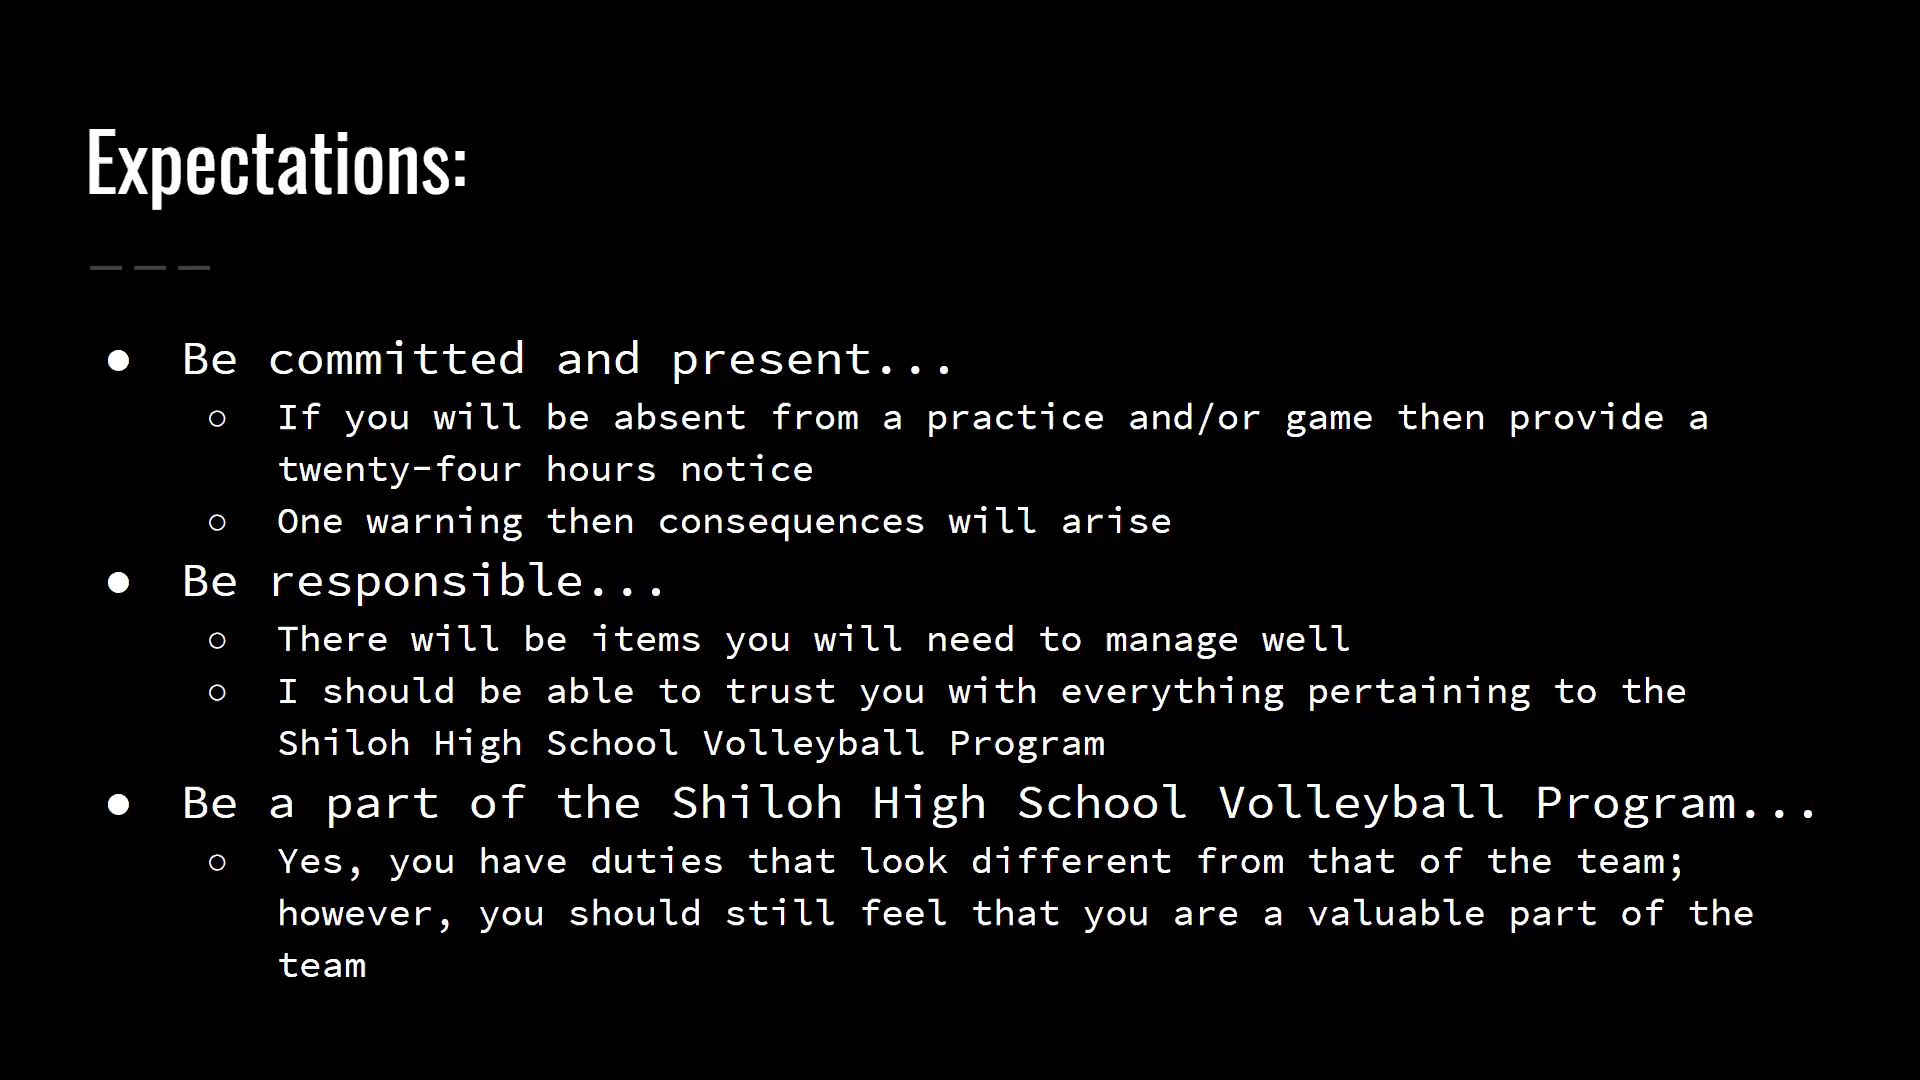 Expectations:
● Be committed and present...
○ If you will be absent from a practice and/or game then provide a
twenty-four hours notice
○ One warning then consequences will arise
● Be responsible...
○ There will be items you will need to manage well
○ I should be able to trust you with everything pertaining to the
Shiloh High School Volleyball Program
● Be a part of the Shiloh High School Volleyball Program...
○ Yes, you have duties that look different from that of the team;
however, you should still feel that you are a valuable part of the
team